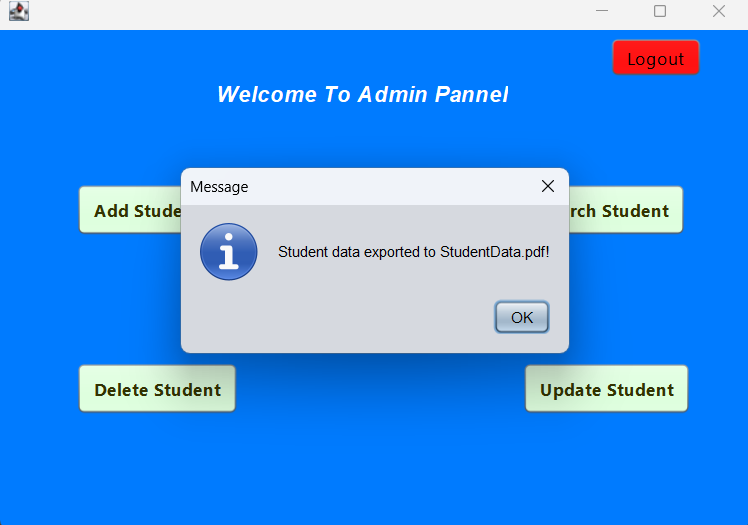 Logout
Welcome To Admin Pannel
Message
Add Stude
rch Student
Student data exported to StudentData.pdf!
OK
Delete Student
Update Student